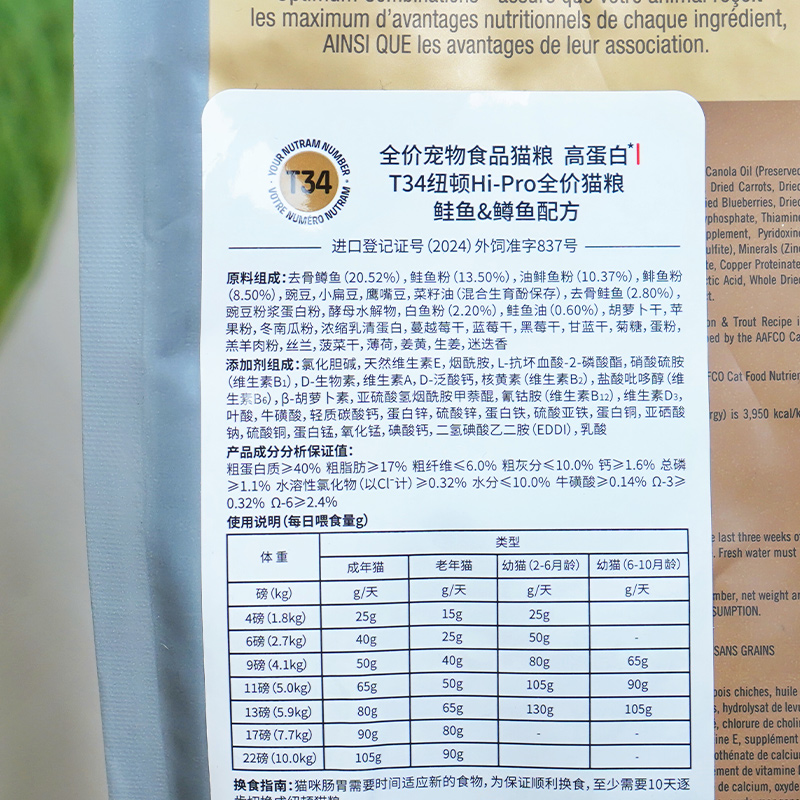 Optimum Combinations assure que votre animal reçoit
les maximum d'avantages nutritionnels de chaque ingrédient,
AINSI QUE les avantages de leur association.
YOUR NUTRAM NUMBER
T34
VOTRE NUMÉRO NUTRAM
全价宠物食品猫粮 高蛋白*
T34纽顿Hi-Pro全价猫粮
鲑鱼&鳟鱼配方
进口登记证号(2024)外饲准字837号
原料组成:去骨鳟鱼(20.52%),鲑鱼粉(13.50%),油鲱鱼粉(10.37%),鲱鱼粉
(8.50%),豌豆,小扁豆,鹰嘴豆,菜籽油(混合生育酚保存),去骨鲑鱼(2.80%),
豌豆粉浆蛋白粉,酵母水解物,白鱼粉(2.20%),鲑鱼油(0.60%),胡萝卜干,苹
果粉,冬南瓜粉,浓缩乳清蛋白,蔓越莓干,蓝莓干,黑莓干,甘蓝干,菊糖,蛋粉,
羔羊肉粉,丝兰,菠菜干,薄荷,姜黄,生姜,迷迭香
添加剂组成:氯化胆碱,天然维生素E,烟酰胺,L-抗坏血酸-2-磷酸酯,硝酸硫胺
(维生素B₁),D-生物素,维生素A,D-泛酸钙,核黄素(维生素B₂),盐酸吡哆醇(维
生素B₆),β-胡萝卜素,亚硫酸氢烟酰胺甲萘醌,氰钴胺(维生素B₁₂),维生素D₃,
叶酸,牛磺酸,轻质碳酸钙,蛋白锌,硫酸锌,蛋白铁,硫酸亚铁,蛋白铜,亚硒酸
钠,硫酸铜,蛋白锰,氧化锰,碘酸钙,二氢碘酸乙二胺(EDDI),乳酸
产品成分分析保证值:
粗蛋白质≥40% 粗脂肪≥17% 粗纤维≤6.0% 粗灰分≤10.0% 钙≥1.6% 总磷
≥1.1% 水溶性氯化物(以Cl⁻计)≥0.32% 水分≤10.0% 牛磺酸≥0.14% Ω-3≥
0.32% Ω-6≥2.4%
使用说明(每日喂食量g)
体重 类型
成年猫 老年猫 幼猫(2-6月龄) 幼猫(6-10月龄)
磅(kg) g/天 g/天 g/天 g/天
4磅(1.8kg) 25g 15g 25g
6磅(2.7kg) 40g 25g 50g -
9磅(4.1kg) 50g 40g 80g 65g
11磅(5.0kg) 65g 50g 105g 90g
13磅(5.9kg) 80g 65g 130g 105g
17磅(7.7kg) 90g 80g - -
22磅(10.0kg) 105g 90g - -
换食指南:猫咪肠胃需要时间适应新的食物,为保证顺利换食,至少需要10天逐
Canola Oil (Preserved
Dried Carrots, Dried
Blueberries, Dried
Thiamine
Pyridoxine
Minerals (Zinc
Copper Proteinate
Acid, Whole Dried
& Trout Recipe is
by the AAFCO Ca
AAFCO Cat Food Nutrien
is 3,950 kcal/k
last three weeks o
Fresh water must
net weight an
SANS GRAINS
pois chiches, huile
hydrolysat de levu
chlorure de cholin
E, supplément
de calcium
de vitamine
de calcium, oxyde